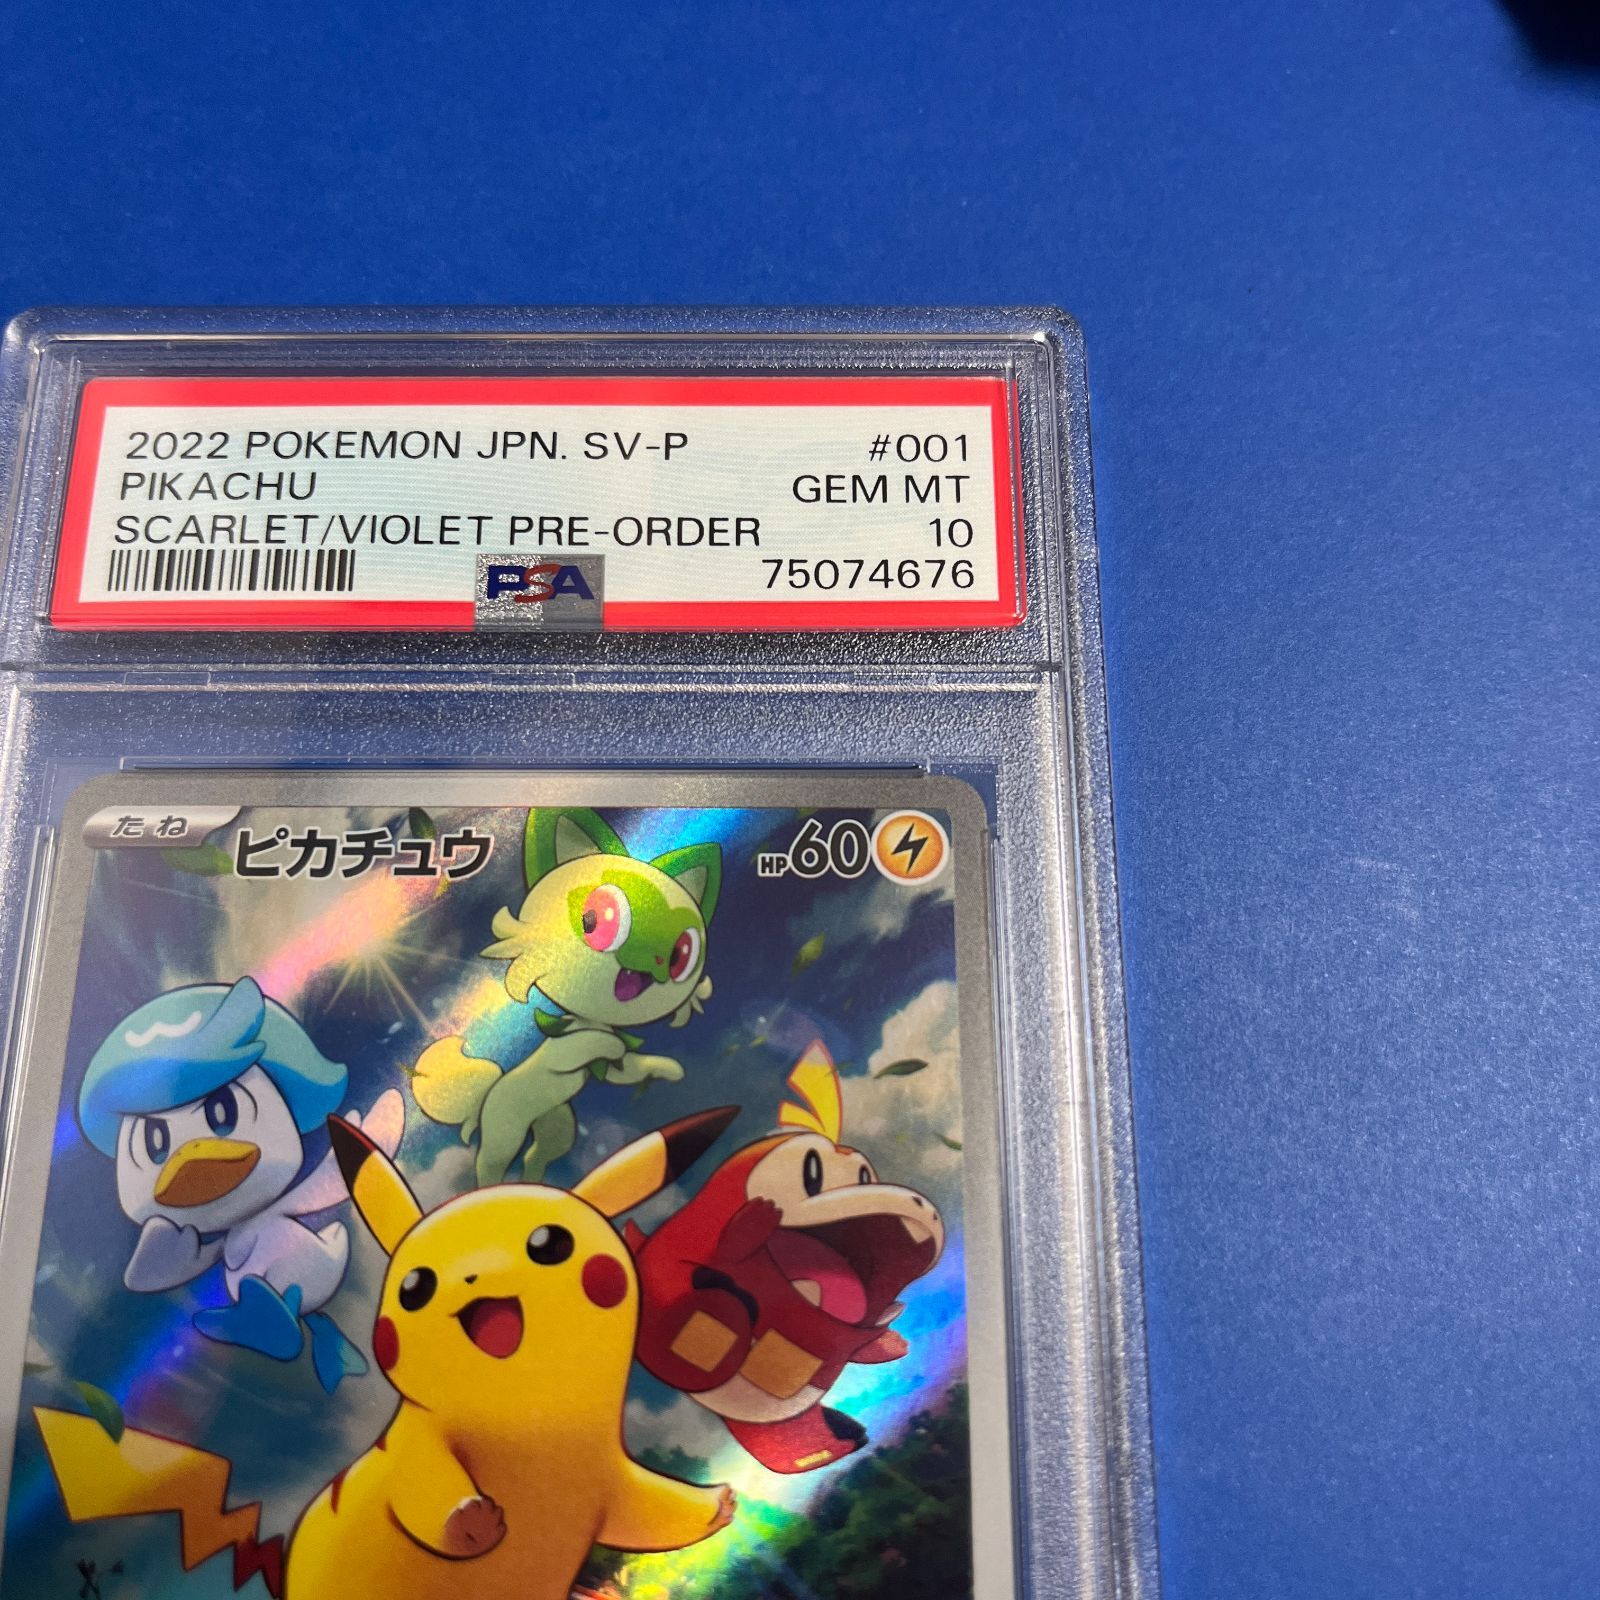 2022 POKEMON JPN. SV-P #001
PIKACHU GEM MT
SCARLET/VIOLET PRE-ORDER 10
PSA 75074676
たね ピカチュウ HP60